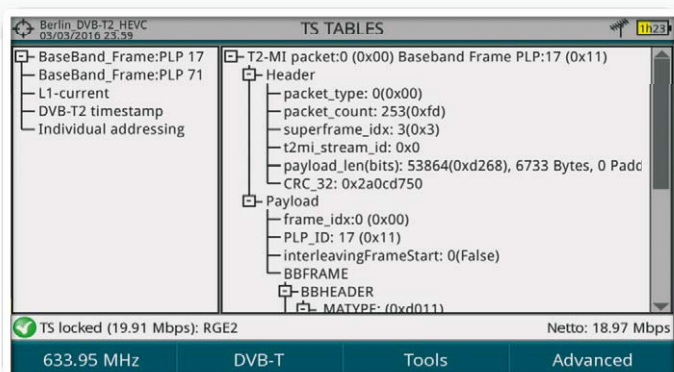 Berlin_DVB-T2_HEVC
03/03/2016 23.59
TS TABLES
1h23
BaseBand_Frame:PLP 17
BaseBand_Frame:PLP 71
L1-current
DVB-T2 timestamp
Individual addressing
T2-MI packet:0 (0x00) Baseband Frame PLP:17 (0x11)
Header
packet_type: 0(0x00)
packet_count: 253(0xfd)
superframe_idx: 3(0x3)
t2mi_stream_id: 0x0
payload_len(bits): 53864(0xd268), 6733 Bytes, 0 Padd
CRC_32: 0x2a0cd750
Payload
frame_idx:0 (0x00)
PLP_ID: 17 (0x11)
interleavingFrameStart: 0(False)
BBFRAME
BBHEADER
MATYPE: (0xd011)
TS locked (19.91 Mbps): RGE2
Netto: 18.97 Mbps
633.95 MHz
DVB-T
Tools
Advanced